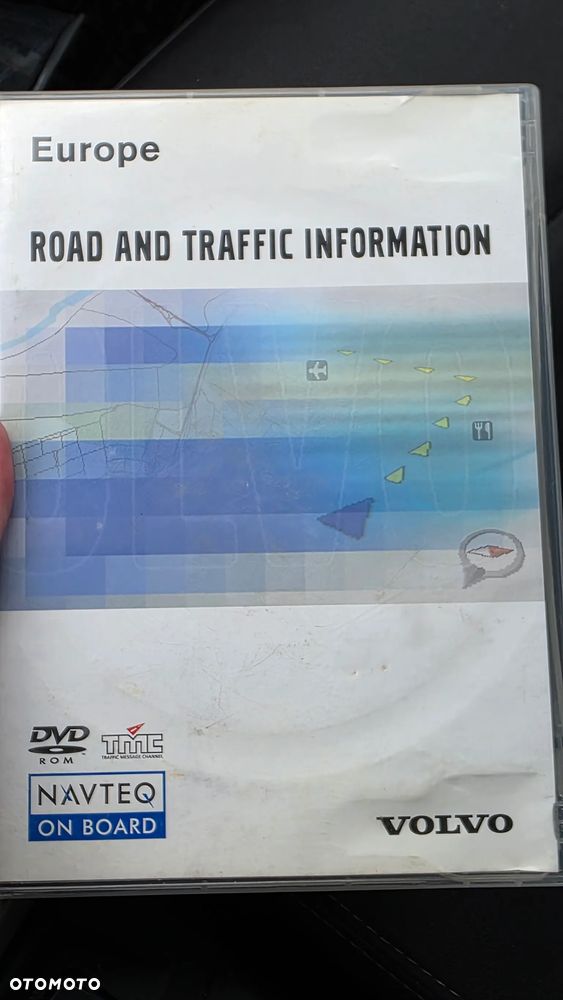 Europe
ROAD AND TRAFFIC INFORMATION
DVD
ROM
TMC
TRAFFIC MESSAGE CHANNEL
NAVTEQ
ON BOARD
VOLVO
OTOMOTO